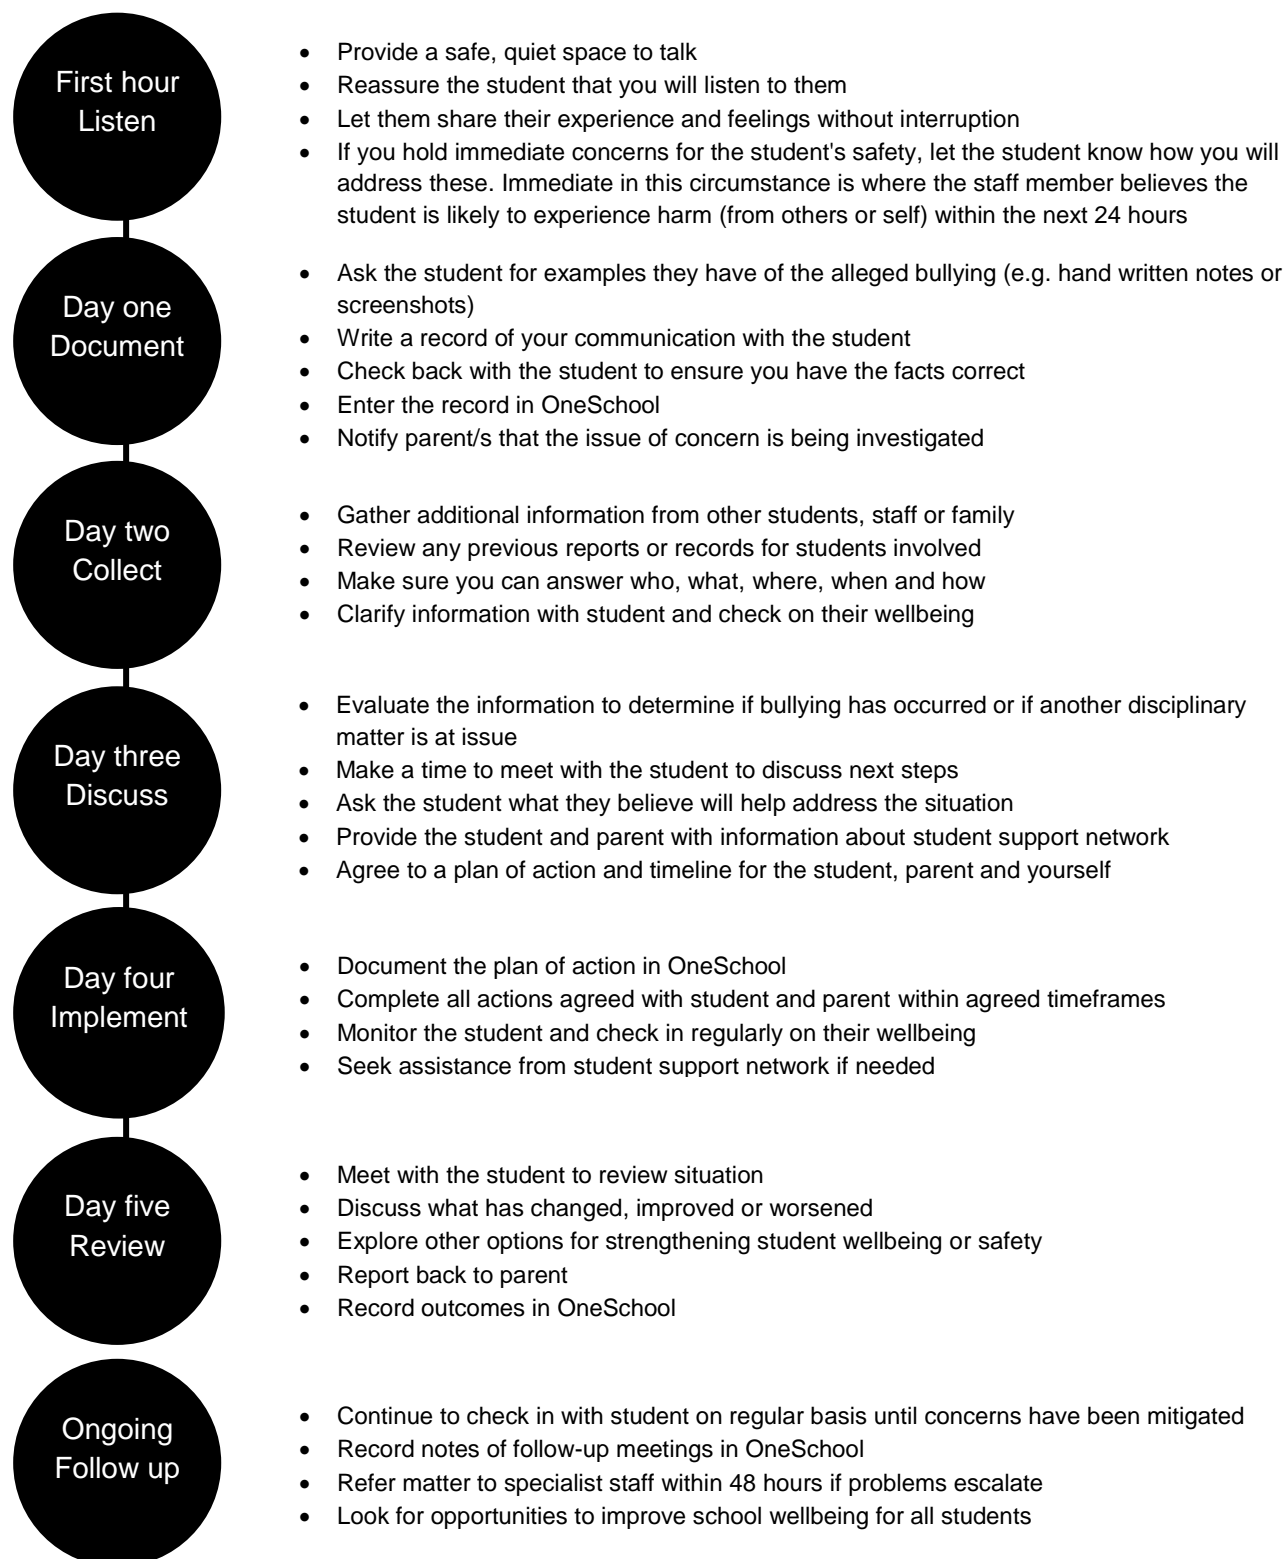 First hour
Listen
• Provide a safe, quiet space to talk
• Reassure the student that you will listen to them
• Let them share their experience and feelings without interruption
• If you hold immediate concerns for the student's safety, let the student know how you will
address these. Immediate in this circumstance is where the staff member believes the
student is likely to experience harm (from others or self) within the next 24 hours
Day one
Document
• Ask the student for examples they have of the alleged bullying (e.g. hand written notes or
screenshots)
• Write a record of your communication with the student
• Check back with the student to ensure you have the facts correct
• Enter the record in OneSchool
• Notify parent/s that the issue of concern is being investigated
Day two
Collect
• Gather additional information from other students, staff or family
• Review any previous reports or records for students involved
• Make sure you can answer who, what, where, when and how
• Clarify information with student and check on their wellbeing
Day three
Discuss
• Evaluate the information to determine if bullying has occurred or if another disciplinary
matter is at issue
• Make a time to meet with the student to discuss next steps
• Ask the student what they believe will help address the situation
• Provide the student and parent with information about student support network
• Agree to a plan of action and timeline for the student, parent and yourself
Day four
Implement
• Document the plan of action in OneSchool
• Complete all actions agreed with student and parent within agreed timeframes
• Monitor the student and check in regularly on their wellbeing
• Seek assistance from student support network if needed
Day five
Review
• Meet with the student to review situation
• Discuss what has changed, improved or worsened
• Explore other options for strengthening student wellbeing or safety
• Report back to parent
• Record outcomes in OneSchool
Ongoing
Follow up
• Continue to check in with student on regular basis until concerns have been mitigated
• Record notes of follow-up meetings in OneSchool
• Refer matter to specialist staff within 48 hours if problems escalate
• Look for opportunities to improve school wellbeing for all students